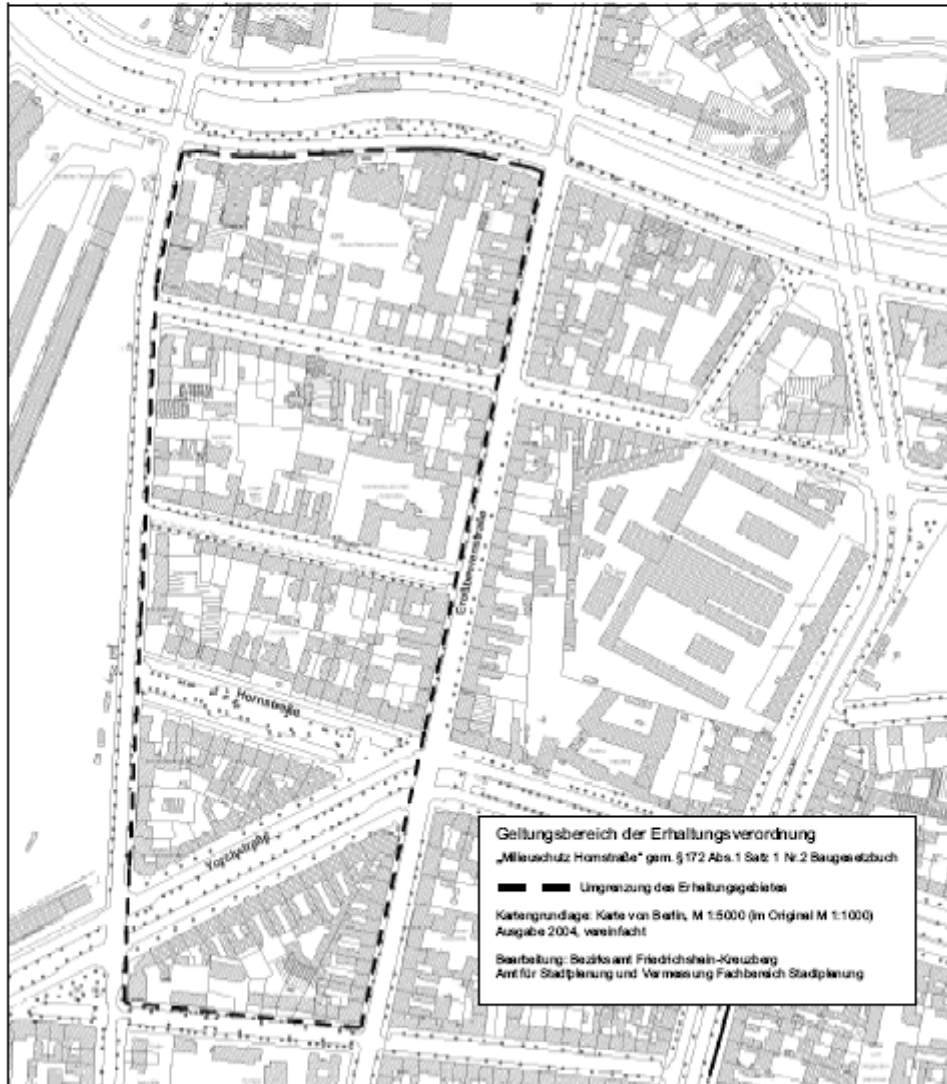 Großbeerenstraße
Hornstraße
Yorckstraße
Geltungsbereich der Erhaltungsverordnung
„Milieuschutz Hornstraße“ gem. §172 Abs.1 Satz 1 Nr.2 Baugesetzbuch
Umgrenzung des Erhaltungsgebietes
Kartengrundlage: Karte von Berlin, M 1:5000 (im Original M 1:1000)
Ausgabe 2004, vereinfacht
Bearbeitung: Bezirksamt Friedrichshain-Kreuzberg
Amt für Stadtplanung und Vermessung Fachbereich Stadtplanung